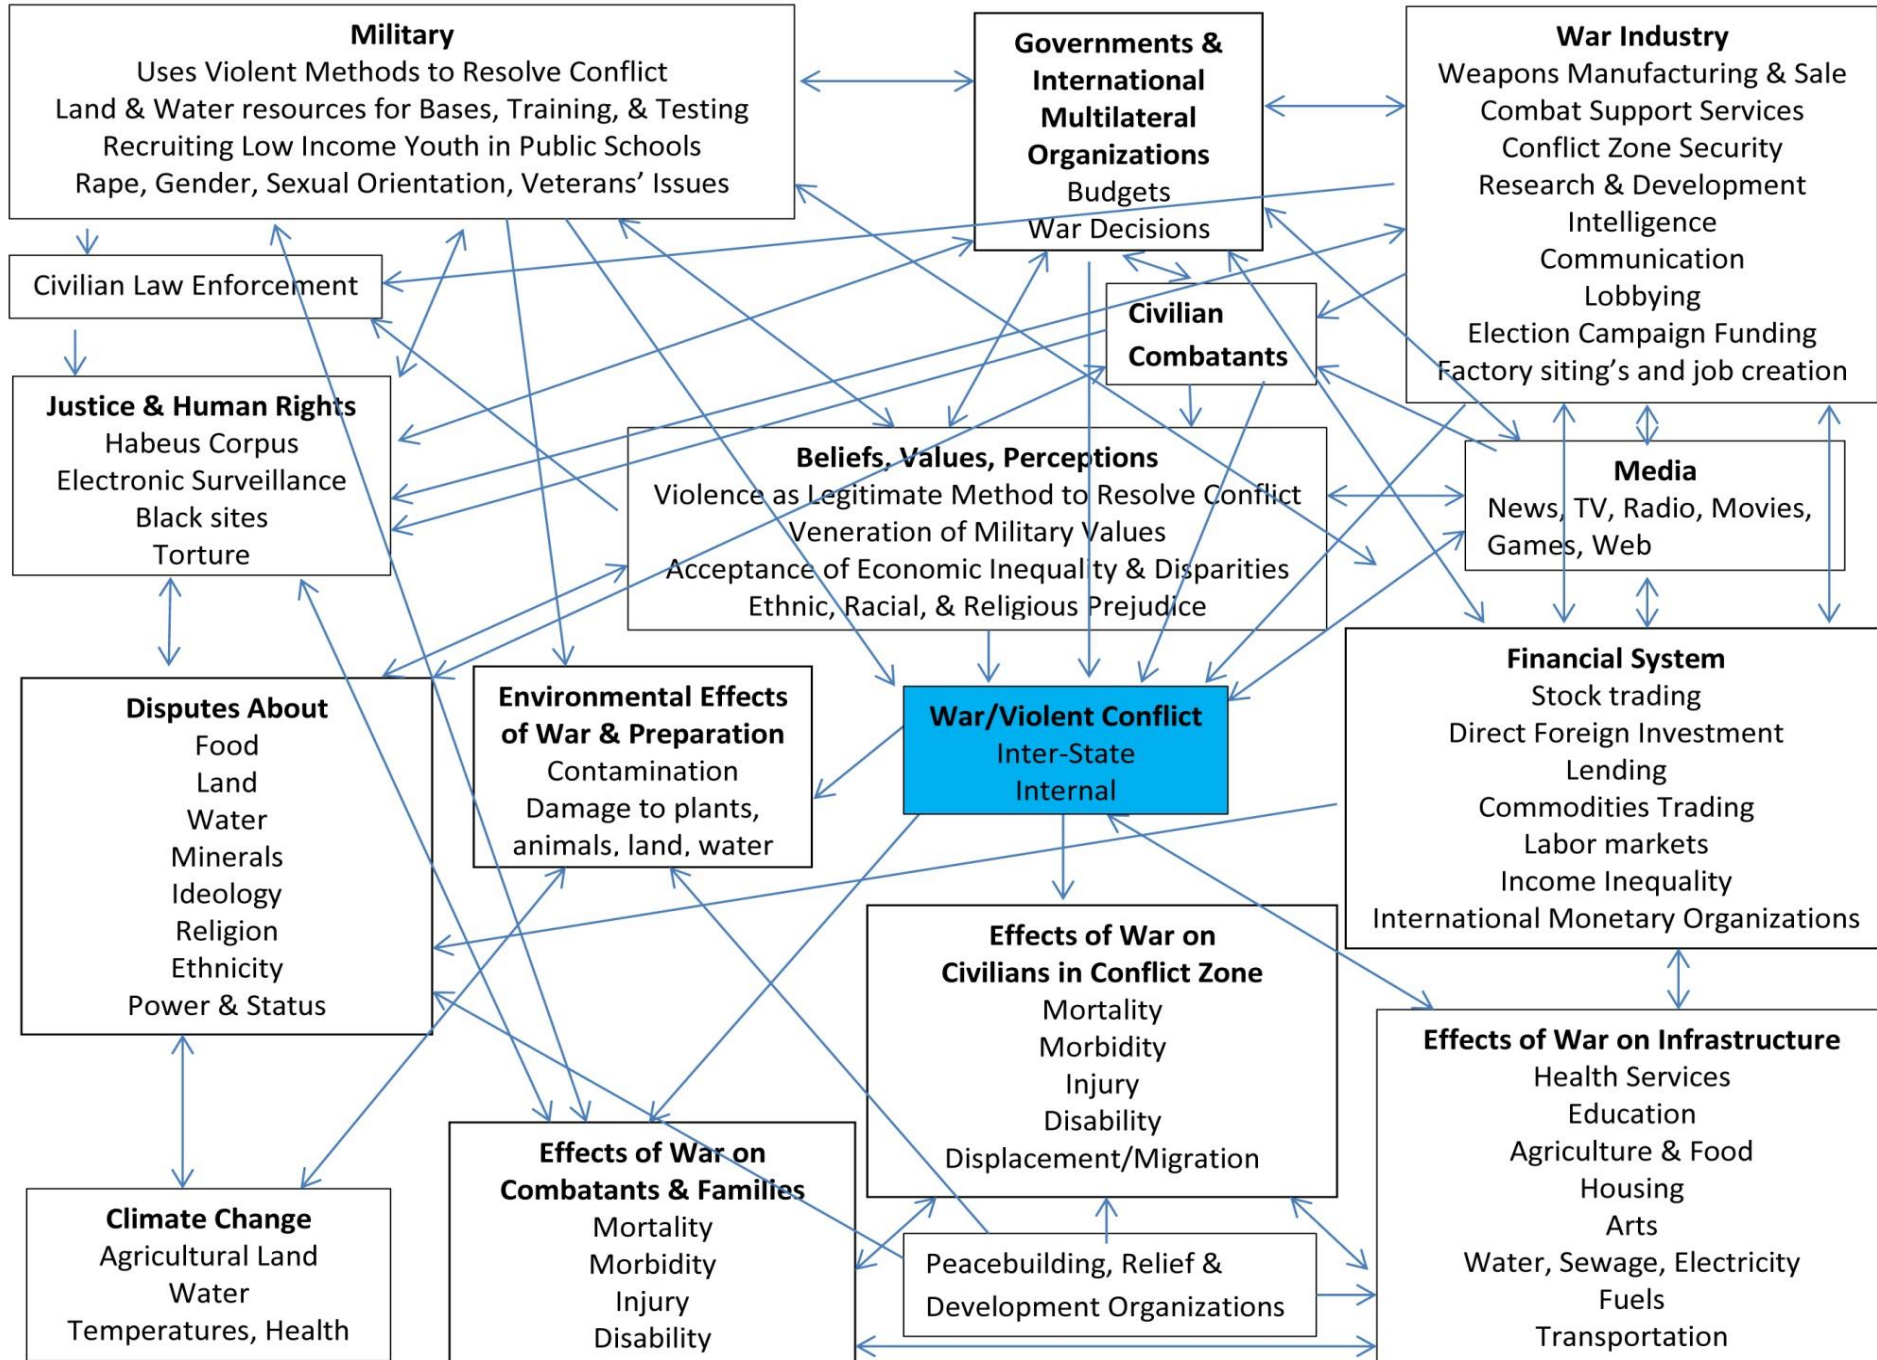 Military
Uses Violent Methods to Resolve Conflict
Land & Water resources for Bases, Training, & Testing
Recruiting Low Income Youth in Public Schools
Rape, Gender, Sexual Orientation, Veterans’ Issues
Governments &
International
Multilateral
Organizations
Budgets
War Decisions
War Industry
Weapons Manufacturing & Sale
Combat Support Services
Conflict Zone Security
Research & Development
Intelligence
Communication
Lobbying
Election Campaign Funding
Factory siting’s and job creation
Civilian Law Enforcement
Civilian
Combatants
Justice & Human Rights
Habeus Corpus
Electronic Surveillance
Black sites
Torture
Beliefs, Values, Perceptions
Violence as Legitimate Method to Resolve Conflict
Veneration of Military Values
Acceptance of Economic Inequality & Disparities
Ethnic, Racial, & Religious Prejudice
Media
News, TV, Radio, Movies,
Games, Web
Disputes About
Food
Land
Water
Minerals
Ideology
Religion
Ethnicity
Power & Status
Environmental Effects
of War & Preparation
Contamination
Damage to plants,
animals, land, water
War/Violent Conflict
Inter-State
Internal
Financial System
Stock trading
Direct Foreign Investment
Lending
Commodities Trading
Labor markets
Income Inequality
International Monetary Organizations
Effects of War on
Civilians in Conflict Zone
Mortality
Morbidity
Injury
Disability
Displacement/Migration
Effects of War on Infrastructure
Health Services
Education
Agriculture & Food
Housing
Arts
Water, Sewage, Electricity
Fuels
Transportation
Climate Change
Agricultural Land
Water
Temperatures, Health
Effects of War on
Combatants & Families
Mortality
Morbidity
Injury
Disability
Peacebuilding, Relief &
Development Organizations